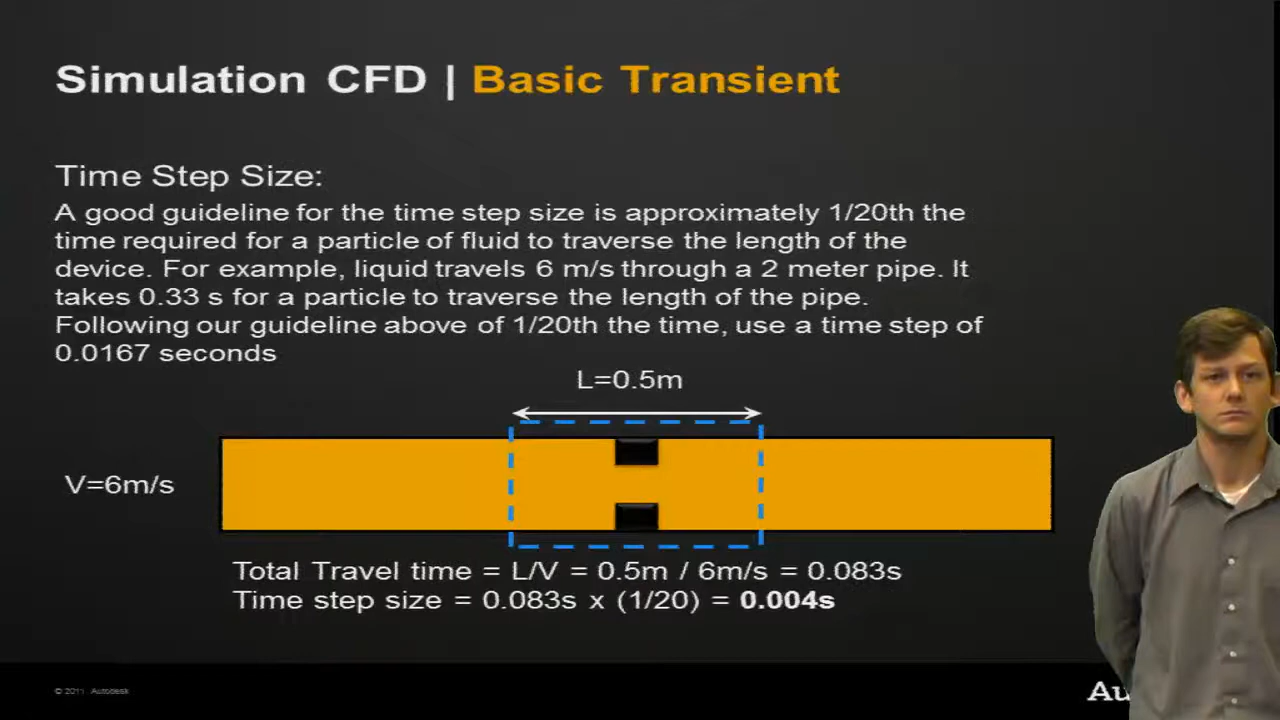 Simulation CFD | Basic Transient
Time Step Size:
A good guideline for the time step size is approximately 1/20th the
time required for a particle of fluid to traverse the length of the
device. For example, liquid travels 6 m/s through a 2 meter pipe. It
takes 0.33 s for a particle to traverse the length of the pipe.
Following our guideline above of 1/20th the time, use a time step of
0.0167 seconds
L=0.5m
V=6m/s
Total Travel time = L/V = 0.5m / 6m/s = 0.083s
Time step size = 0.083s x (1/20) = 0.004s
© 2011 Autodesk
Au